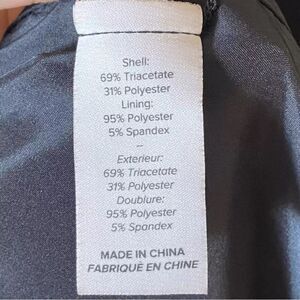 Shell:
69% Triacetate
31% Polyester
Lining:
95% Polyester
5% Spandex
--
Exterieur:
69% Triacetate
31% Polyester
Doublure:
95% Polyester
5% Spandex
MADE IN CHINA
FABRIQUÉ EN CHINE